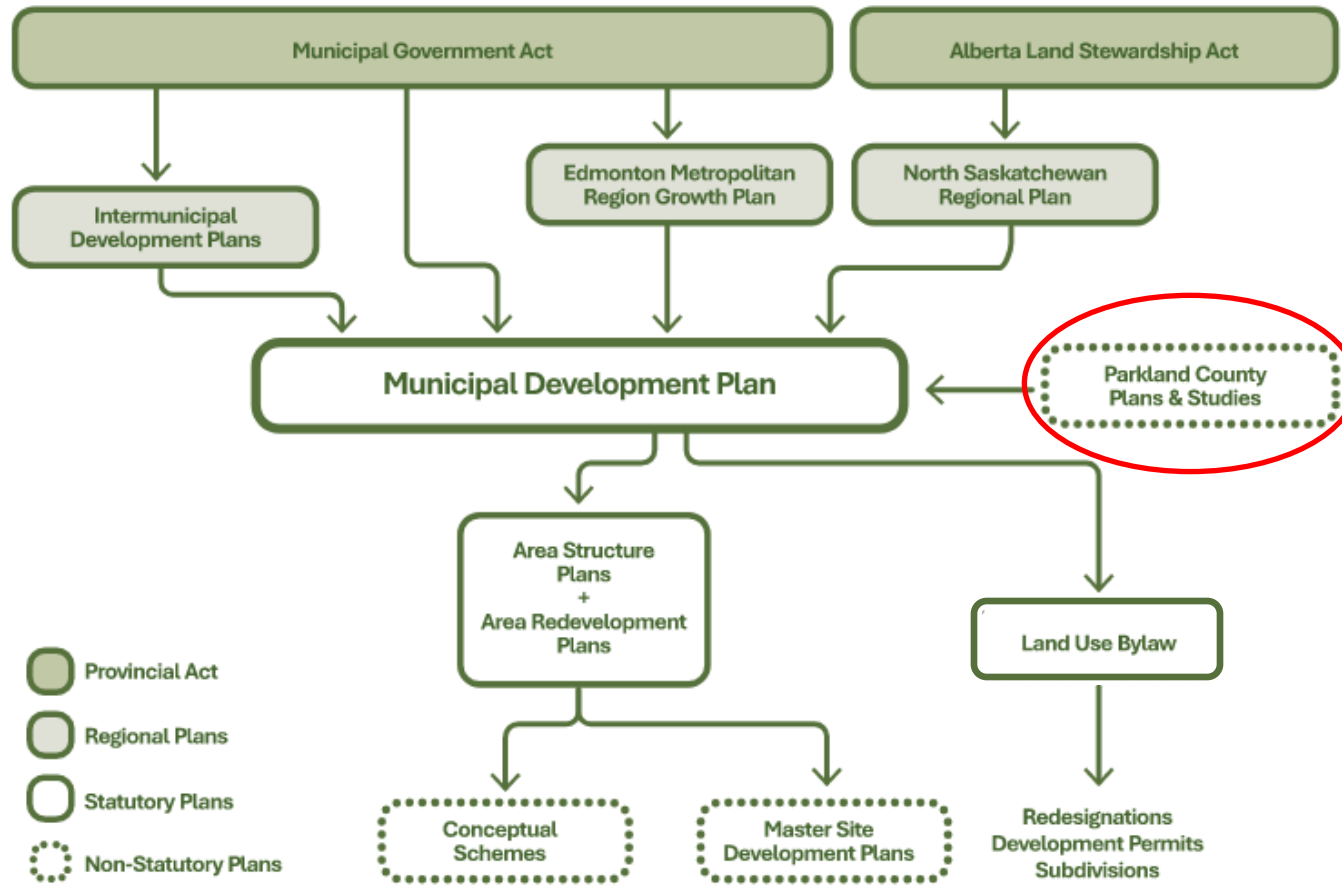 Municipal Government Act
Alberta Land Stewardship Act
Edmonton Metropolitan
Region Growth Plan
North Saskatchewan
Regional Plan
Intermunicipal
Development Plans
Municipal Development Plan
Parkland County
Plans & Studies
Area Structure
Plans
+
Area Redevelopment
Plans
Land Use Bylaw
Provincial Act
Regional Plans
Statutory Plans
Non-Statutory Plans
Conceptual
Schemes
Master Site
Development Plans
Redesignations
Development Permits
Subdivisions